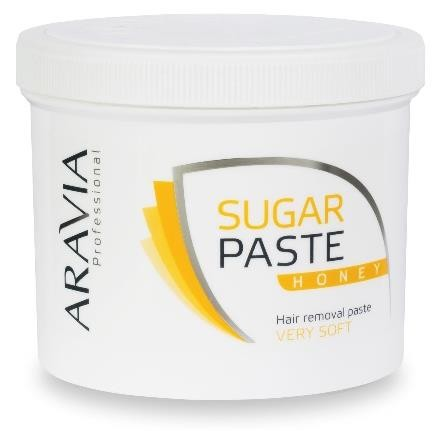 ARAVIA
Professional
SUGAR
PASTE
HONEY
Hair removal paste
VERY SOFT